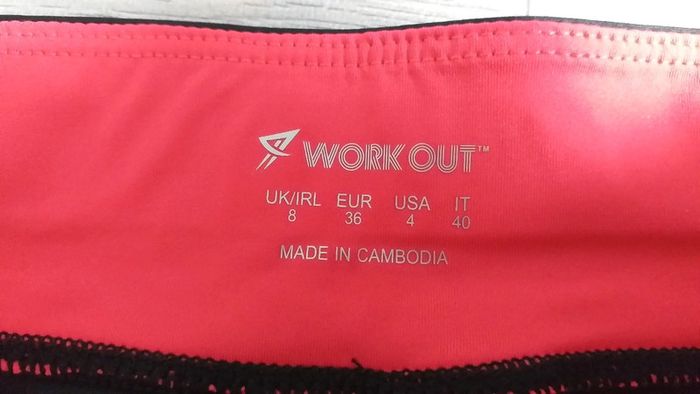 WORK OUT™
UK/IRL EUR USA IT
8 36 4 40
MADE IN CAMBODIA